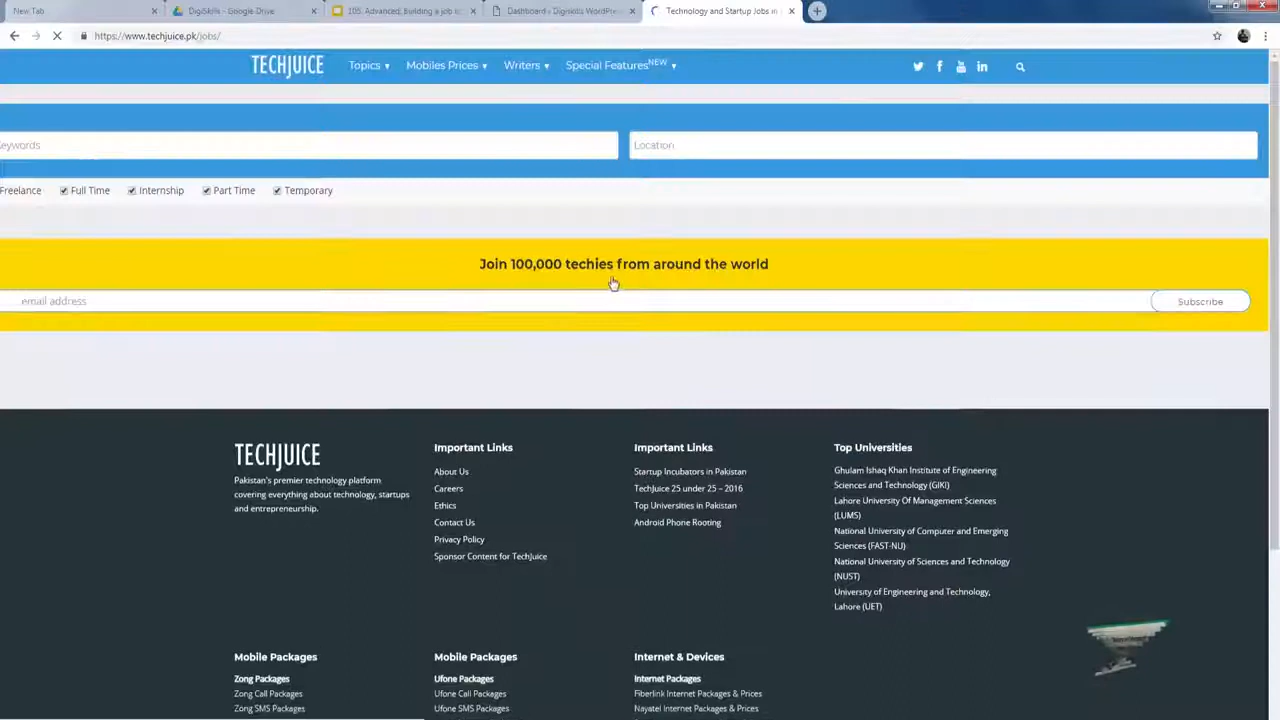 New Tab
DigiSkills - Google Drive
105. Advanced, Building a job lo
Dashboard ‹ Digiskills WordPres
Technology and Startup Jobs in
https://www.techjuice.pk/jobs/
TECHJUICE
Topics
Mobiles Prices
Writers
Special Features NEW
eywords
Location
Freelance
Full Time
Internship
Part Time
Temporary
Join 100,000 techies from around the world
email address
Subscribe
TECHJUICE
Pakistan's premier technology platform
covering everything about technology, startups
and entrepreneurship.
Important Links
About Us
Careers
Ethics
Contact Us
Privacy Policy
Sponsor Content for TechJuice
Important Links
Startup Incubators in Pakistan
TechJuice 25 under 25 – 2016
Top Universities in Pakistan
Android Phone Rooting
Top Universities
Ghulam Ishaq Khan Institute of Engineering
Sciences and Technology (GIKI)
Lahore University Of Management Sciences
(LUMS)
National University of Computer and Emerging
Sciences (FAST-NU)
National University of Sciences and Technology
(NUST)
University of Engineering and Technology,
Lahore (UET)
Mobile Packages
Zong Packages
Zong Call Packages
Zong SMS Packages
Mobile Packages
Ufone Packages
Ufone Call Packages
Ufone SMS Packages
Internet & Devices
Internet Packages
Fiberlink Internet Packages & Prices
Nayatel Internet Packages & Prices